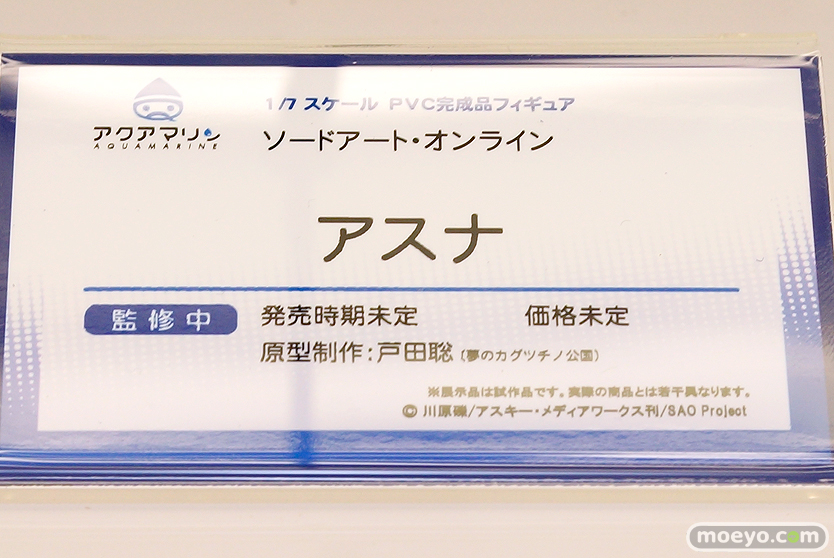 アクアマリン
AQUAMARINE
1/7 スケール PVC完成品フィギュア
ソードアート・オンライン
アスナ
監修中
発売時期未定 価格未定
原型制作：戸田聡（夢のカグツチノ公国）
※展示品は試作品です。実際の商品とは若干異なります。
© 川原礫/アスキー・メディアワークス刊/SAO Project
moeyo.com